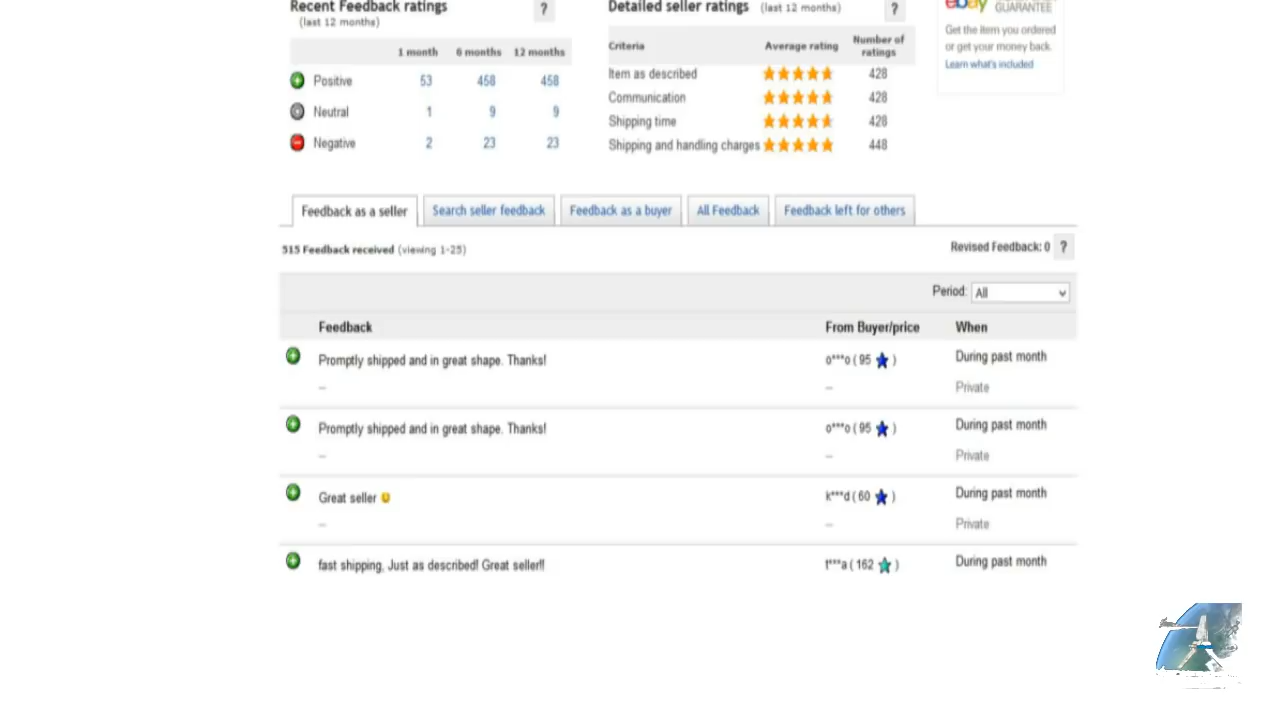 Recent Feedback ratings
(last 12 months)
?
Detailed seller ratings (last 12 months)
?
ebay GUARANTEE
Get the item you ordered
or get your money back.
Learn what's included
1 month 6 months 12 months
Positive 53 458 458
Neutral 1 9 9
Negative 2 23 23
Criteria Average rating Number of
ratings
Item as described 428
Communication 428
Shipping time 428
Shipping and handling charges 448
Feedback as a seller Search seller feedback Feedback as a buyer All Feedback Feedback left for others
515 Feedback received (viewing 1-25)
Revised Feedback: 0 ?
Period: All
Feedback From Buyer/price When
Promptly shipped and in great shape. Thanks! o***o ( 95 ) During past month
-- -- Private
Promptly shipped and in great shape. Thanks! o***o ( 95 ) During past month
-- -- Private
Great seller k***d ( 60 ) During past month
-- -- Private
fast shipping, Just as described! Great seller!! t***a ( 162 ) During past month